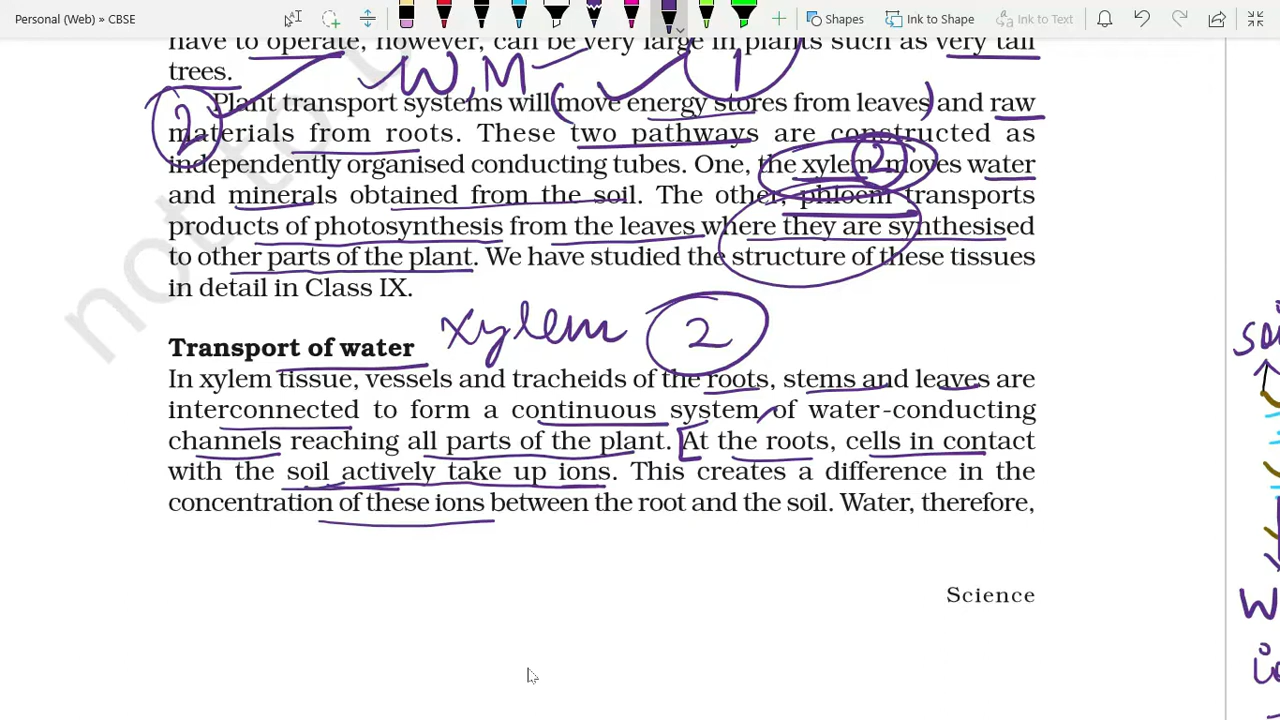 Personal (Web) » CBSE
Shapes
Ink to Shape
Ink to Text
have to operate, however, can be very large in plants such as very tall
trees.
W, M
1
2
Plant transport systems will move energy stores from leaves and raw
materials from roots. These two pathways are constructed as
independently organised conducting tubes. One, the xylem moves water
2
and minerals obtained from the soil. The other, phloem transports
products of photosynthesis from the leaves where they are synthesised
to other parts of the plant. We have studied the structure of these tissues
in detail in Class IX.
Xylem 2
Transport of water
In xylem tissue, vessels and tracheids of the roots, stems and leaves are
interconnected to form a continuous system of water-conducting
channels reaching all parts of the plant. [At the roots, cells in contact
with the soil actively take up ions. This creates a difference in the
concentration of these ions between the root and the soil. Water, therefore,
Science
not to
W